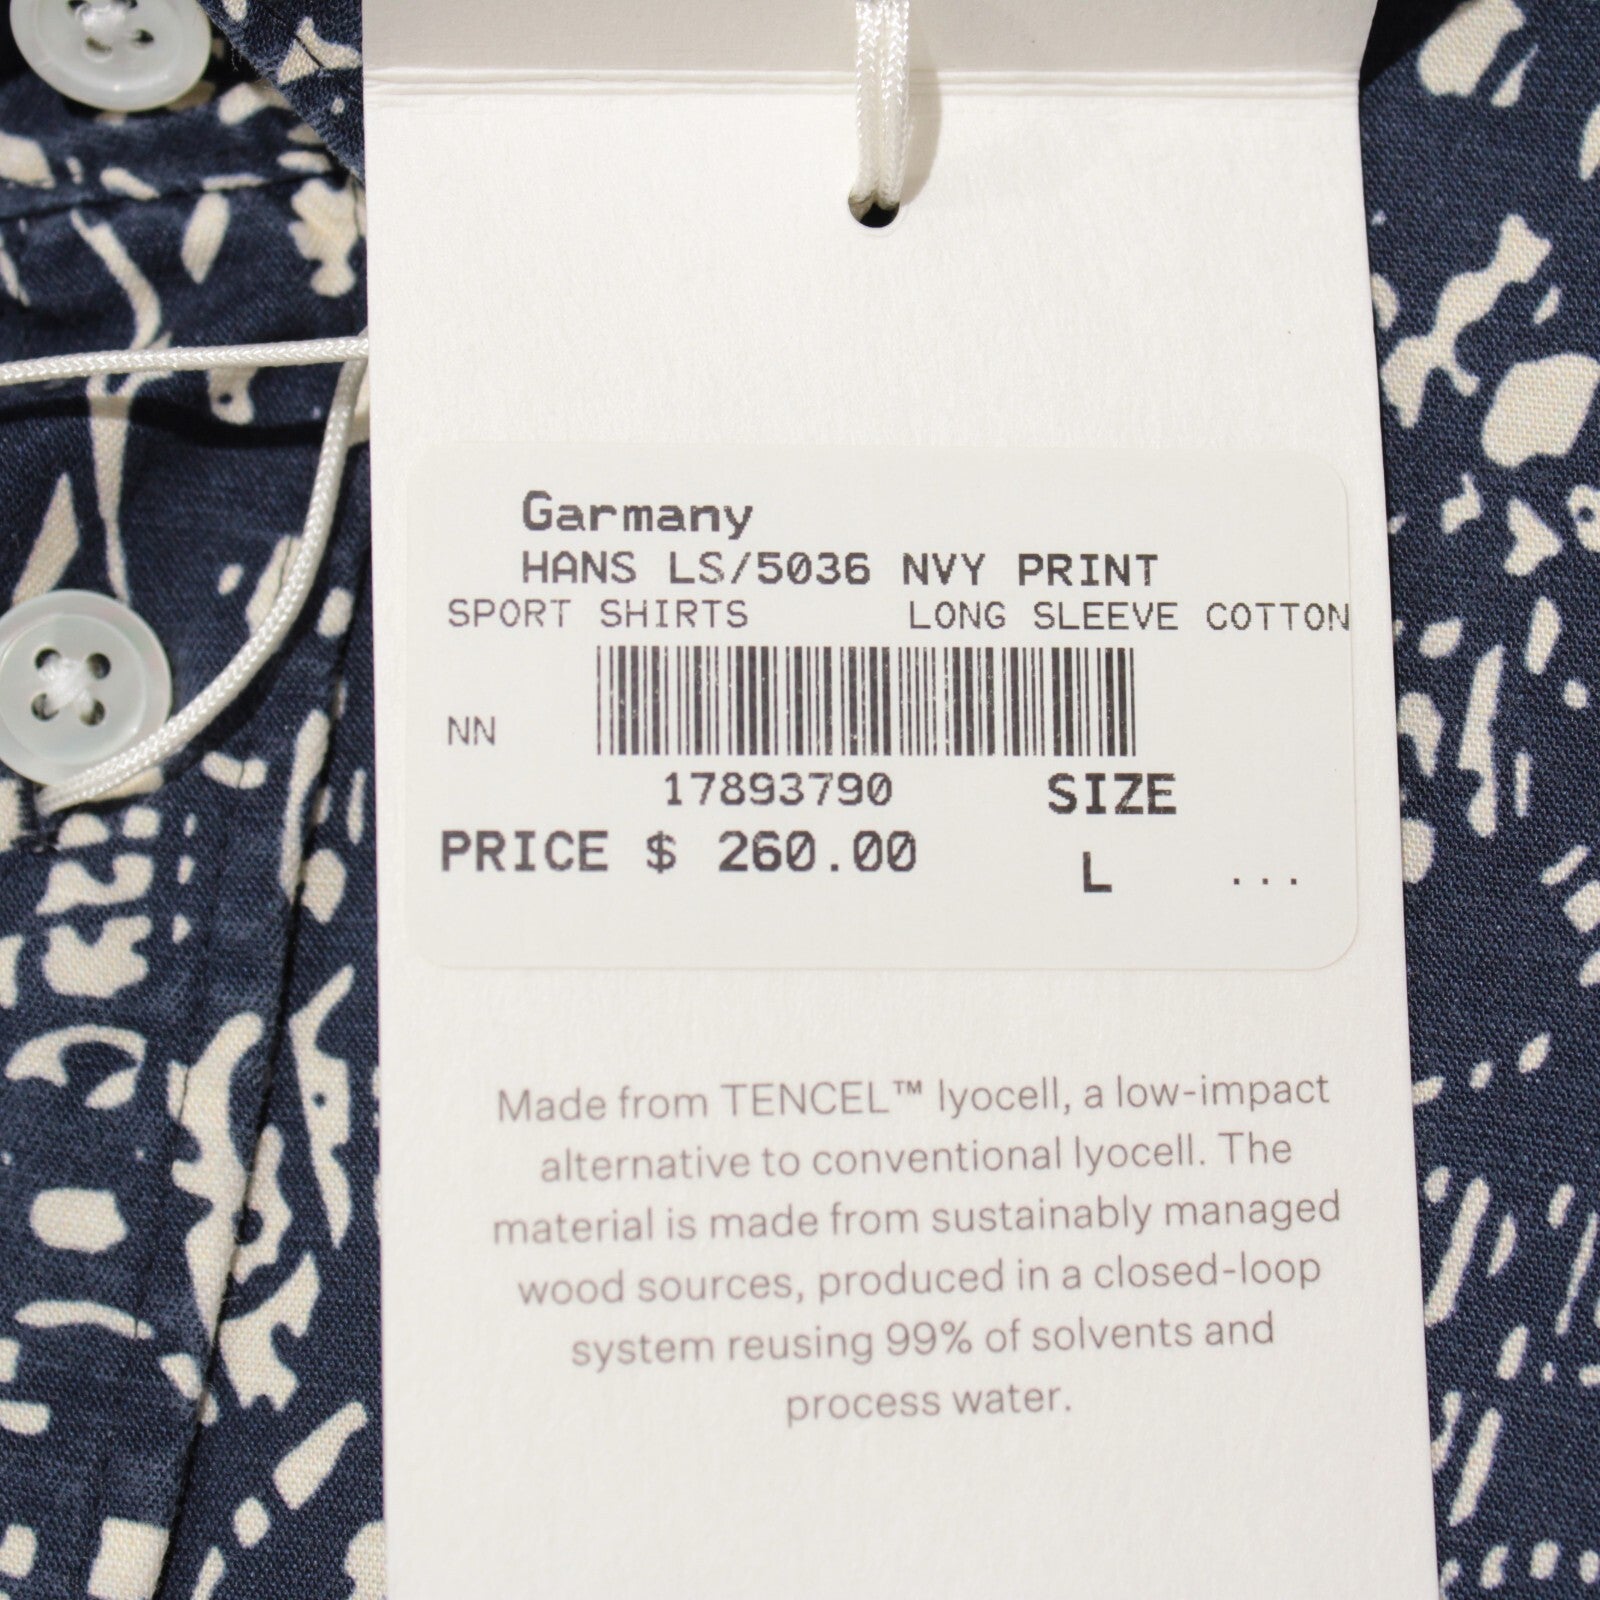 Garmany
HANS LS/5036 NVY PRINT
SPORT SHIRTS LONG SLEEVE COTTON
NN
17893790 SIZE
PRICE $ 260.00 L ...
Made from TENCEL™ lyocell, a low-impact
alternative to conventional lyocell. The
material is made from sustainably managed
wood sources, produced in a closed-loop
system reusing 99% of solvents and
process water.